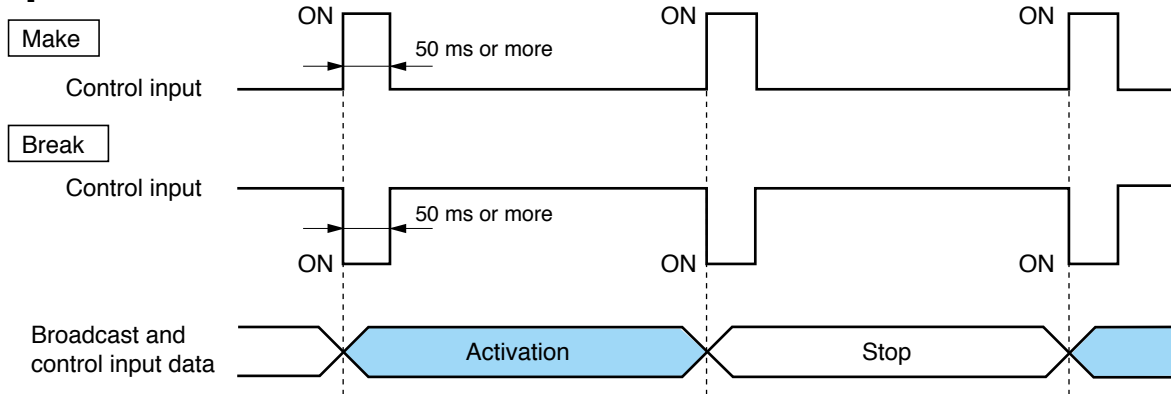 ON ON ON
Make
50 ms or more
Control input
Break
Control input
50 ms or more
ON ON ON
Broadcast and
control input data
Activation Stop